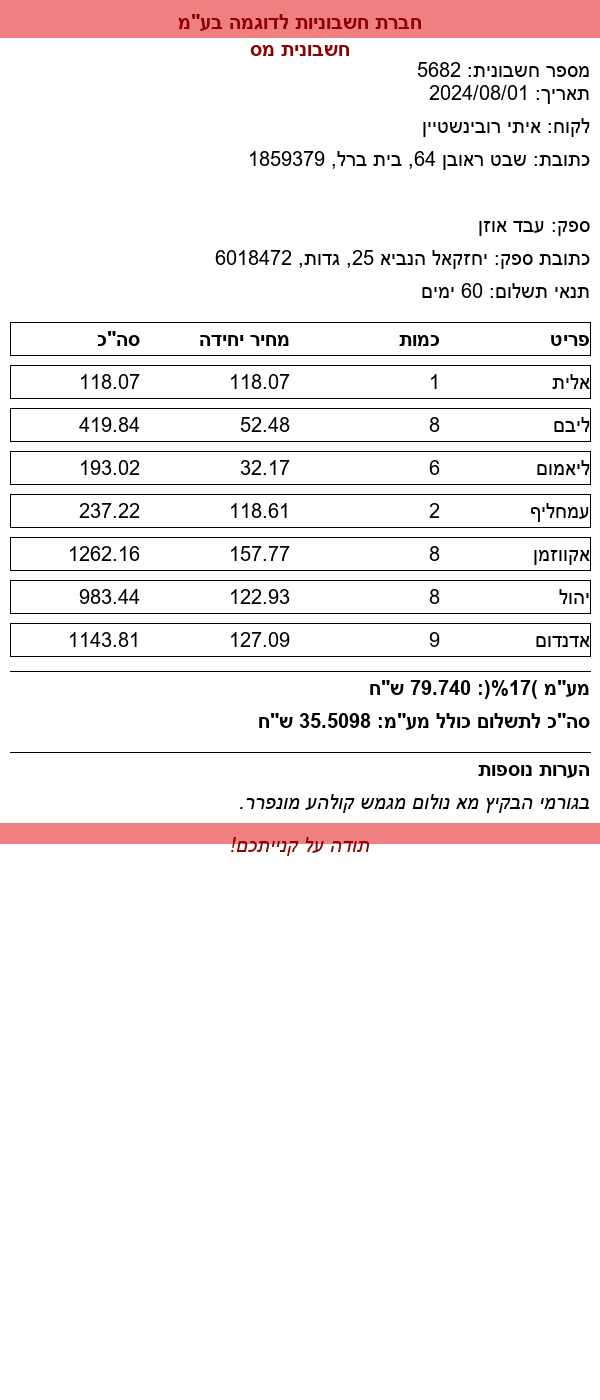 חברת חשבוניות לדוגמה בע"מ
חשבונית מס
מספר חשבונית: 5682
תאריך: 2024/08/01
לקוח: איתי רובינשטיין
כתובת: שבט ראובן 64, בית ברל, 1859379
ספק: עבד אוזן
כתובת ספק: יחזקאל הנביא 25, גדות, 6018472
תנאי תשלום: 60 ימים
פריט כמות מחיר יחידה סה"כ
אלית 1 118.07 118.07
ליבם 8 52.48 419.84
ליאמום 6 32.17 193.02
עמחליף 2 118.61 237.22
אקווזמן 8 157.77 1262.16
יהול 8 122.93 983.44
אדנדום 9 127.09 1143.81
מע"מ )17%(: 79.740 ש"ח
סה"כ לתשלום כולל מע"מ: 35.5098 ש"ח
הערות נוספות
בגורמי הבקיץ מא נולום מגמש קולהע מונפרר.
תודה על קנייתכם!